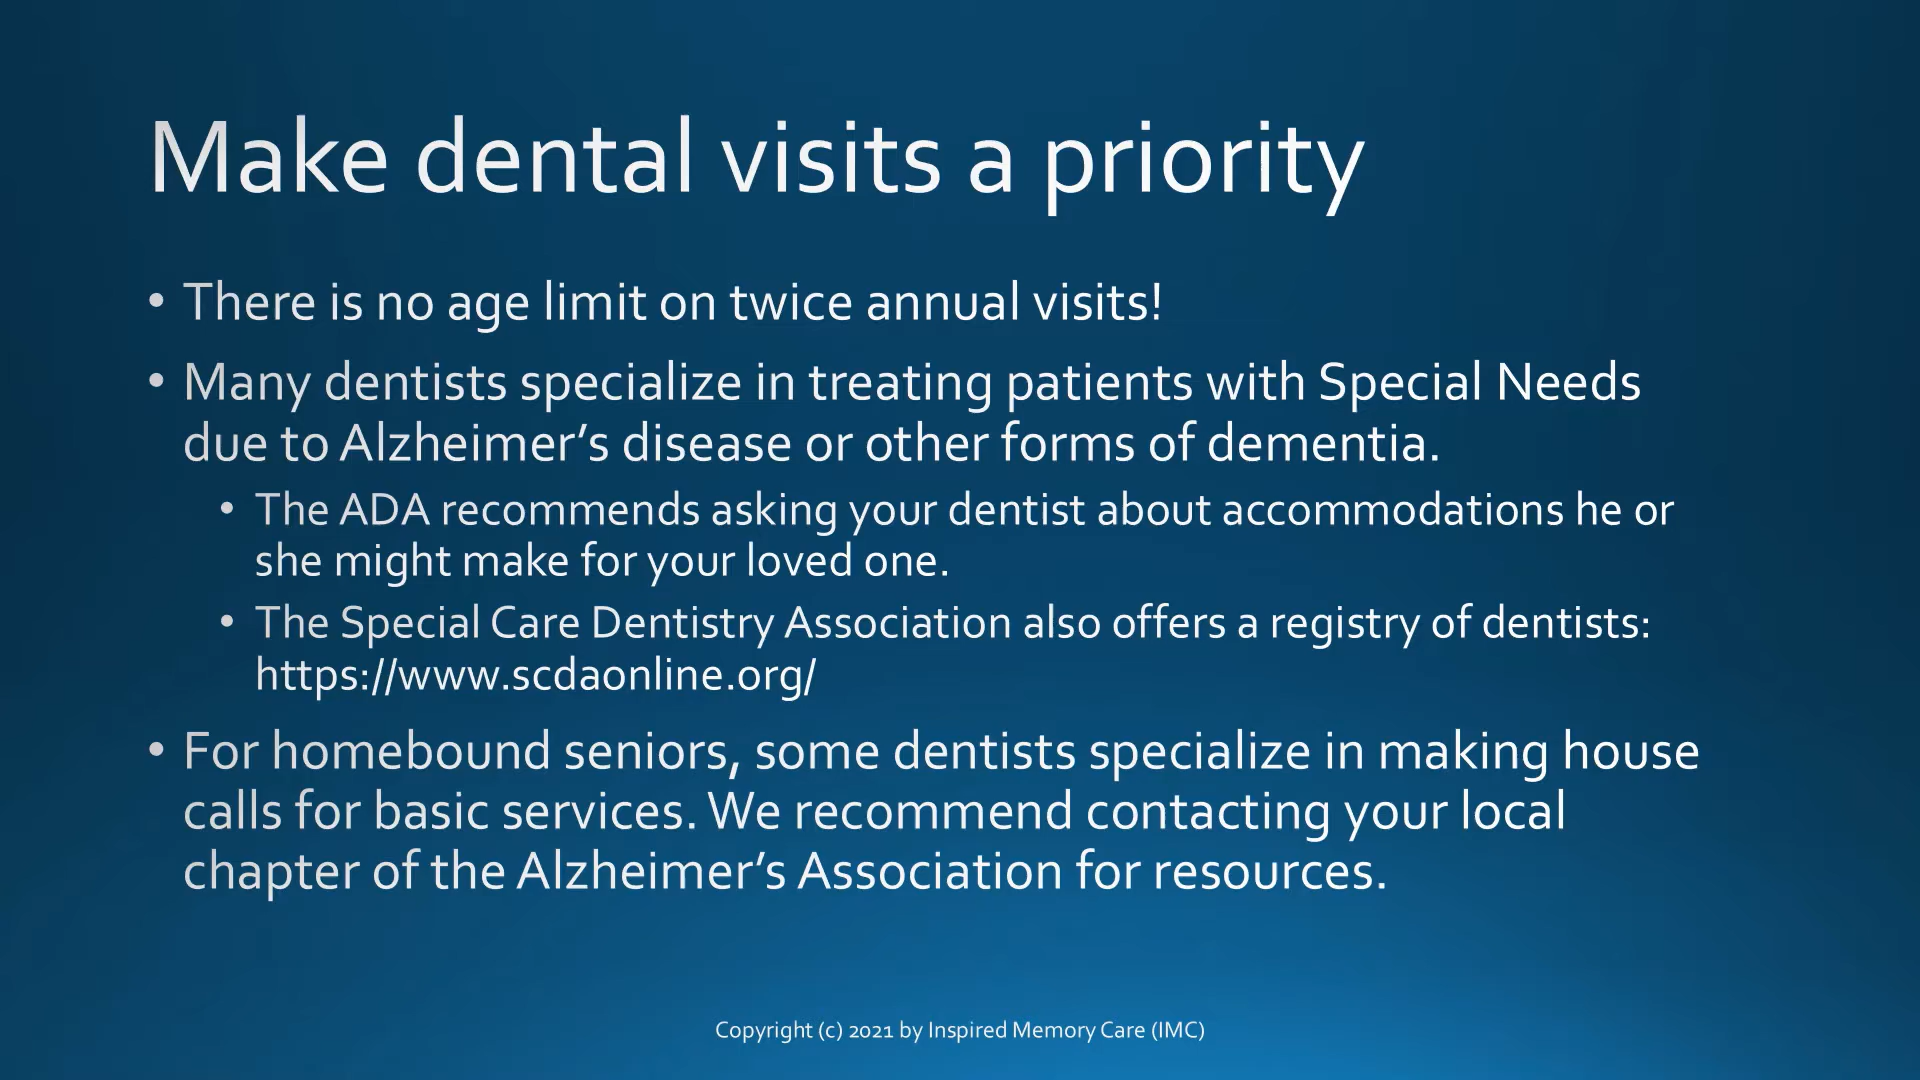 Make dental visits a priority
• There is no age limit on twice annual visits!
• Many dentists specialize in treating patients with Special Needs
due to Alzheimer’s disease or other forms of dementia.
• The ADA recommends asking your dentist about accommodations he or
she might make for your loved one.
• The Special Care Dentistry Association also offers a registry of dentists:
https://www.scdaonline.org/
• For homebound seniors, some dentists specialize in making house
calls for basic services. We recommend contacting your local
chapter of the Alzheimer’s Association for resources.
Copyright (c) 2021 by Inspired Memory Care (IMC)